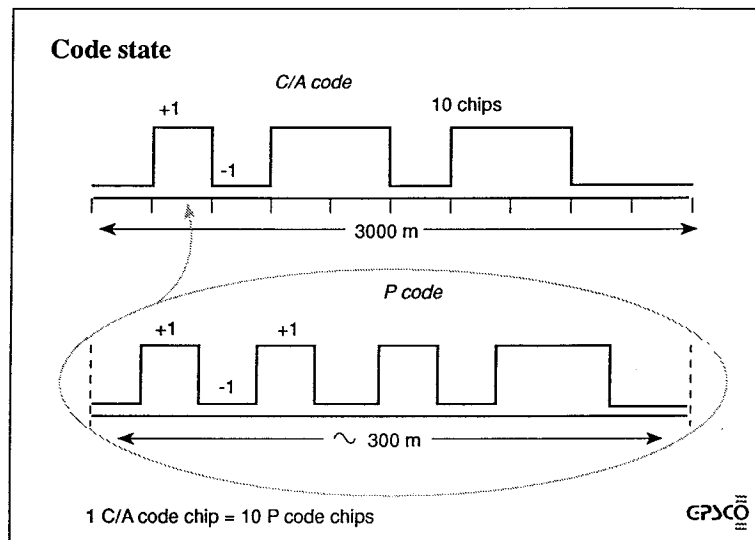 Code state
C/A code
+1
10 chips
-1
3000 m
P code
+1
+1
-1
~ 300 m
1 C/A code chip = 10 P code chips
GPSCO